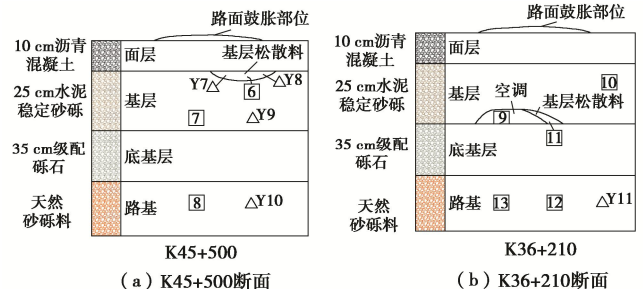 路面鼓胀部位
10 cm沥青
混凝土
面层
基层松散料
Y7
6
Y8
25 cm水泥
稳定砂砾
基层
7
Y9
35 cm级配
砾石
底基层
天然
砂砾料
路基
8
Y10
K45+500
(a) K45+500断面
路面鼓胀部位
10 cm沥青
混凝土
面层
25 cm水泥
稳定砂砾
基层
空调
10
基层松散料
9
35 cm级配
砾石
底基层
11
天然
砂砾料
路基
13
12
Y11
K36+210
(b) K36+210断面